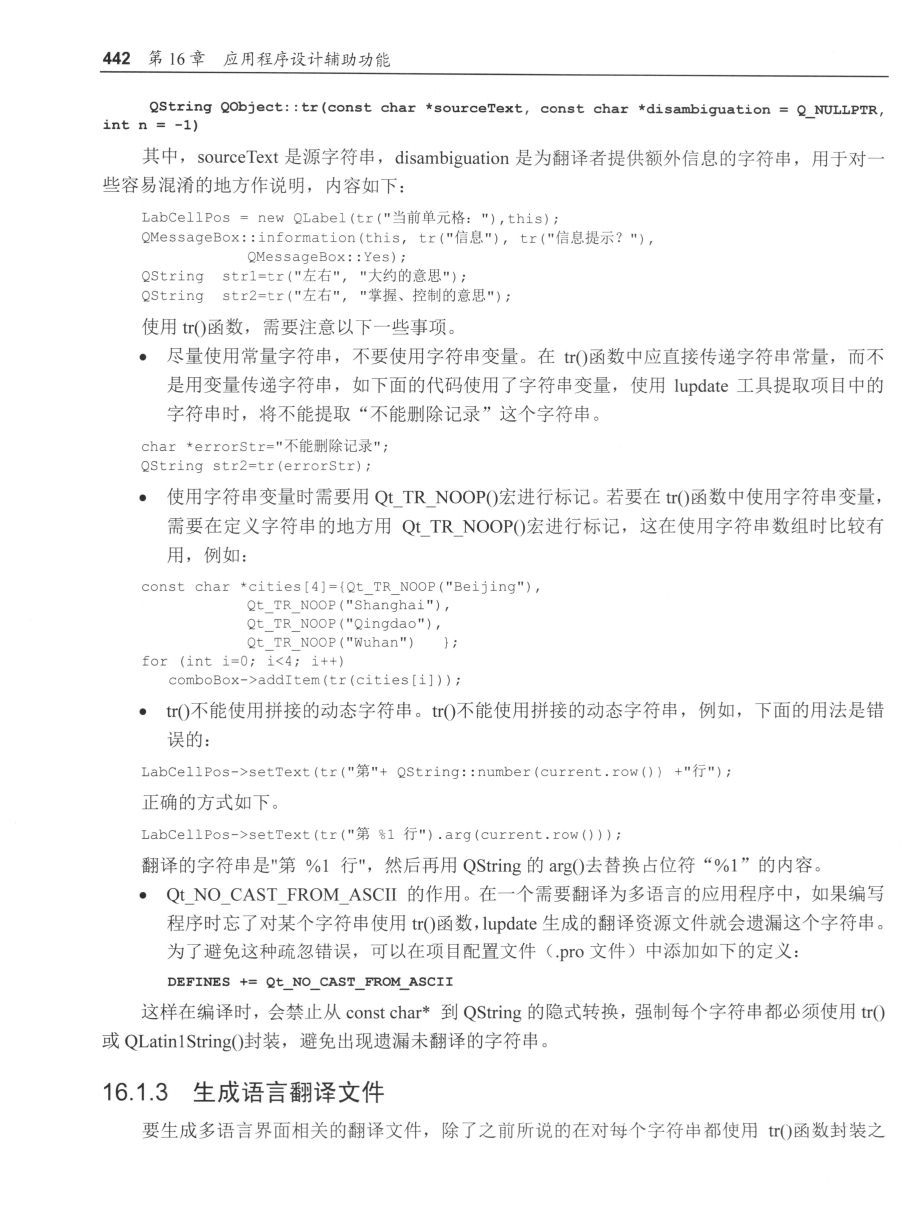 442 第 16 章 应用程序设计辅助功能
QString QObject::tr(const char *sourceText, const char *disambiguation = Q_NULLPTR,
int n = -1)
其中，sourceText 是源字符串，disambiguation 是为翻译者提供额外信息的字符串，用于对一
些容易混淆的地方作说明，内容如下：
LabCellPos = new QLabel(tr("当前单元格："),this);
QMessageBox::information(this, tr("信息"), tr("信息提示？"),
QMessageBox::Yes);
QString str1=tr("左右", "大约的意思");
QString str2=tr("左右", "掌握、控制的意思");
使用 tr()函数，需要注意以下一些事项。
• 尽量使用常量字符串，不要使用字符串变量。在 tr()函数中应直接传递字符串常量，而不
是用变量传递字符串，如下面的代码使用了字符串变量，使用 lupdate 工具提取项目中的
字符串时，将不能提取“不能删除记录”这个字符串。
char *errorStr="不能删除记录";
QString str2=tr(errorStr);
• 使用字符串变量时需要用 Qt_TR_NOOP()宏进行标记。若要在 tr()函数中使用字符串变量，
需要在定义字符串的地方用 Qt_TR_NOOP()宏进行标记，这在使用字符串数组时比较有
用，例如：
const char *cities[4]={Qt_TR_NOOP("Beijing"),
Qt_TR_NOOP("Shanghai"),
Qt_TR_NOOP("Qingdao"),
Qt_TR_NOOP("Wuhan") };
for (int i=0; i<4; i++)
comboBox->addItem(tr(cities[i]));
• tr()不能使用拼接的动态字符串。tr()不能使用拼接的动态字符串，例如，下面的用法是错
误的：
LabCellPos->setText(tr("第"+ QString::number(current.row()) +"行");
正确的方式如下。
LabCellPos->setText(tr("第 %1 行").arg(current.row()));
翻译的字符串是"第 %1 行"，然后再用 QString 的 arg()去替换占位符“%1”的内容。
• Qt_NO_CAST_FROM_ASCII 的作用。在一个需要翻译为多语言的应用程序中，如果编写
程序时忘了对某个字符串使用 tr()函数，lupdate 生成的翻译资源文件就会遗漏这个字符串。
为了避免这种疏忽错误，可以在项目配置文件（.pro 文件）中添加如下的定义：
DEFINES += Qt_NO_CAST_FROM_ASCII
这样在编译时，会禁止从 const char* 到 QString 的隐式转换，强制每个字符串都必须使用 tr()
或 QLatin1String()封装，避免出现遗漏未翻译的字符串。
16.1.3 生成语言翻译文件
要生成多语言界面相关的翻译文件，除了之前所说的在对每个字符串都使用 tr()函数封装之